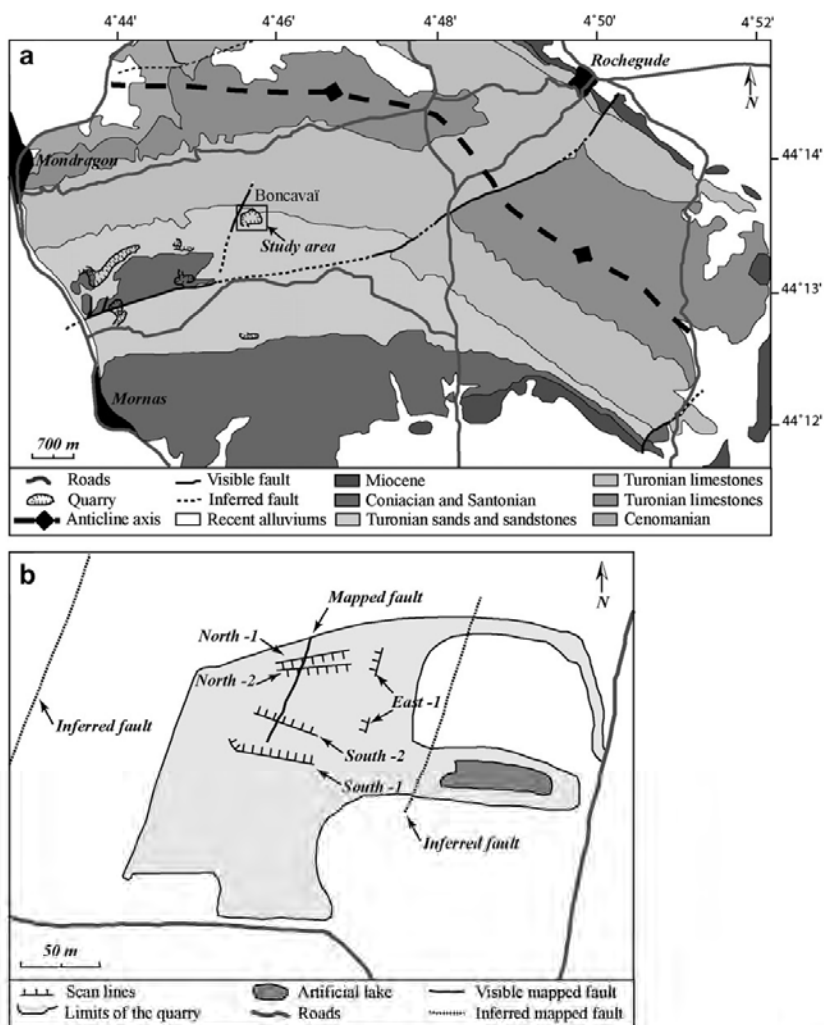 4°44' 4°46' 4°48' 4°50' 4°52'
a
Rochegude
N
44°14'
Mondragon
Boncavaï
Study area
44°13'
Mornas
44°12'
700 m
Roads
Visible fault
Miocene
Turonian limestones
Quarry
Inferred fault
Coniacian and Santonian
Turonian limestones
Anticline axis
Recent alluviums
Turonian sands and sandstones
Cenomanian
b
Mapped fault
N
North -1
North -2
East -1
Inferred fault
South -2
South -1
Inferred fault
50 m
Scan lines
Artificial lake
Visible mapped fault
Limits of the quarry
Roads
Inferred mapped fault